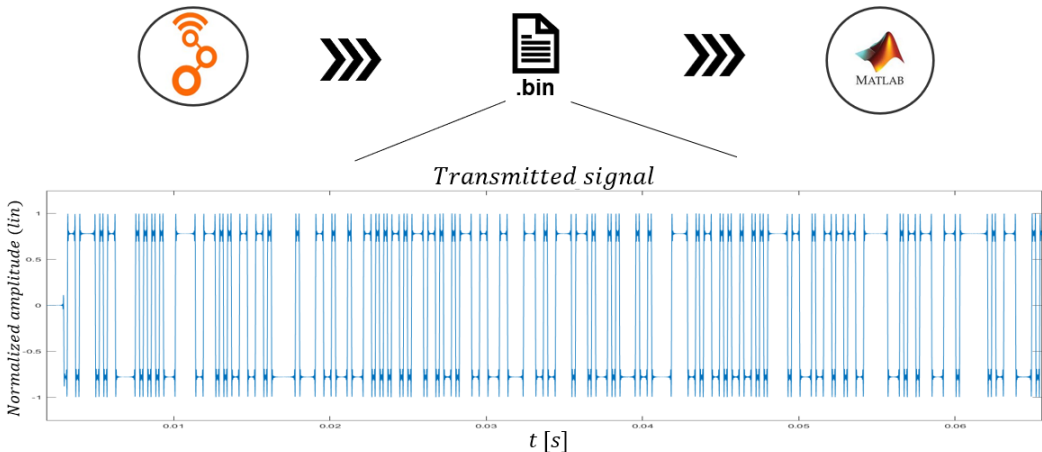 .bin
MATLAB
Transmitted signal
Normalized amplitude (lin)
1
0.5
0
-0.5
-1
0.01
0.02
0.03
0.04
0.05
0.06
t [s]